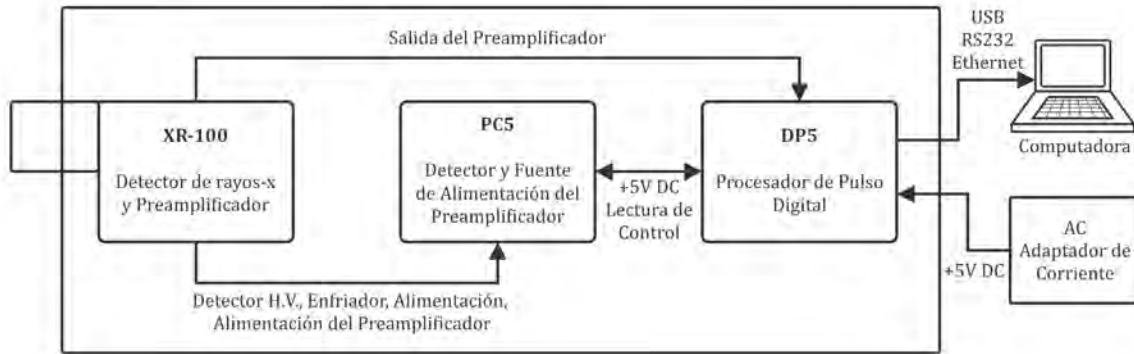 Salida del Preamplificador
USB
RS232
Ethernet
XR-100
Detector de rayos-x
y Preamplificador
PC5
Detector y Fuente
de Alimentación del
Preamplificador
+5V DC
Lectura de
Control
DP5
Procesador de Pulso
Digital
Computadora
+5V DC
AC
Adaptador de
Corriente
Detector H.V., Enfriador, Alimentación,
Alimentación del Preamplificador